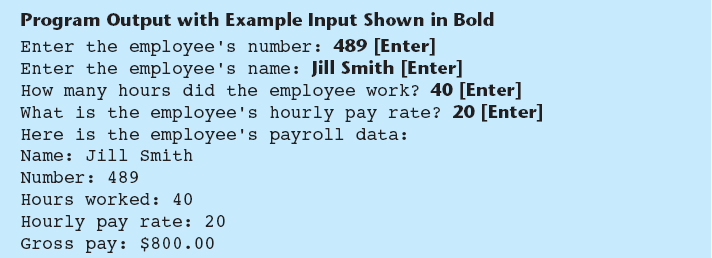 Program Output with Example Input Shown in Bold
Enter the employee's number: 489 [Enter]
Enter the employee's name: Jill Smith [Enter]
How many hours did the employee work? 40 [Enter]
What is the employee's hourly pay rate? 20 [Enter]
Here is the employee's payroll data:
Name: Jill Smith
Number: 489
Hours worked: 40
Hourly pay rate: 20
Gross pay: $800.00